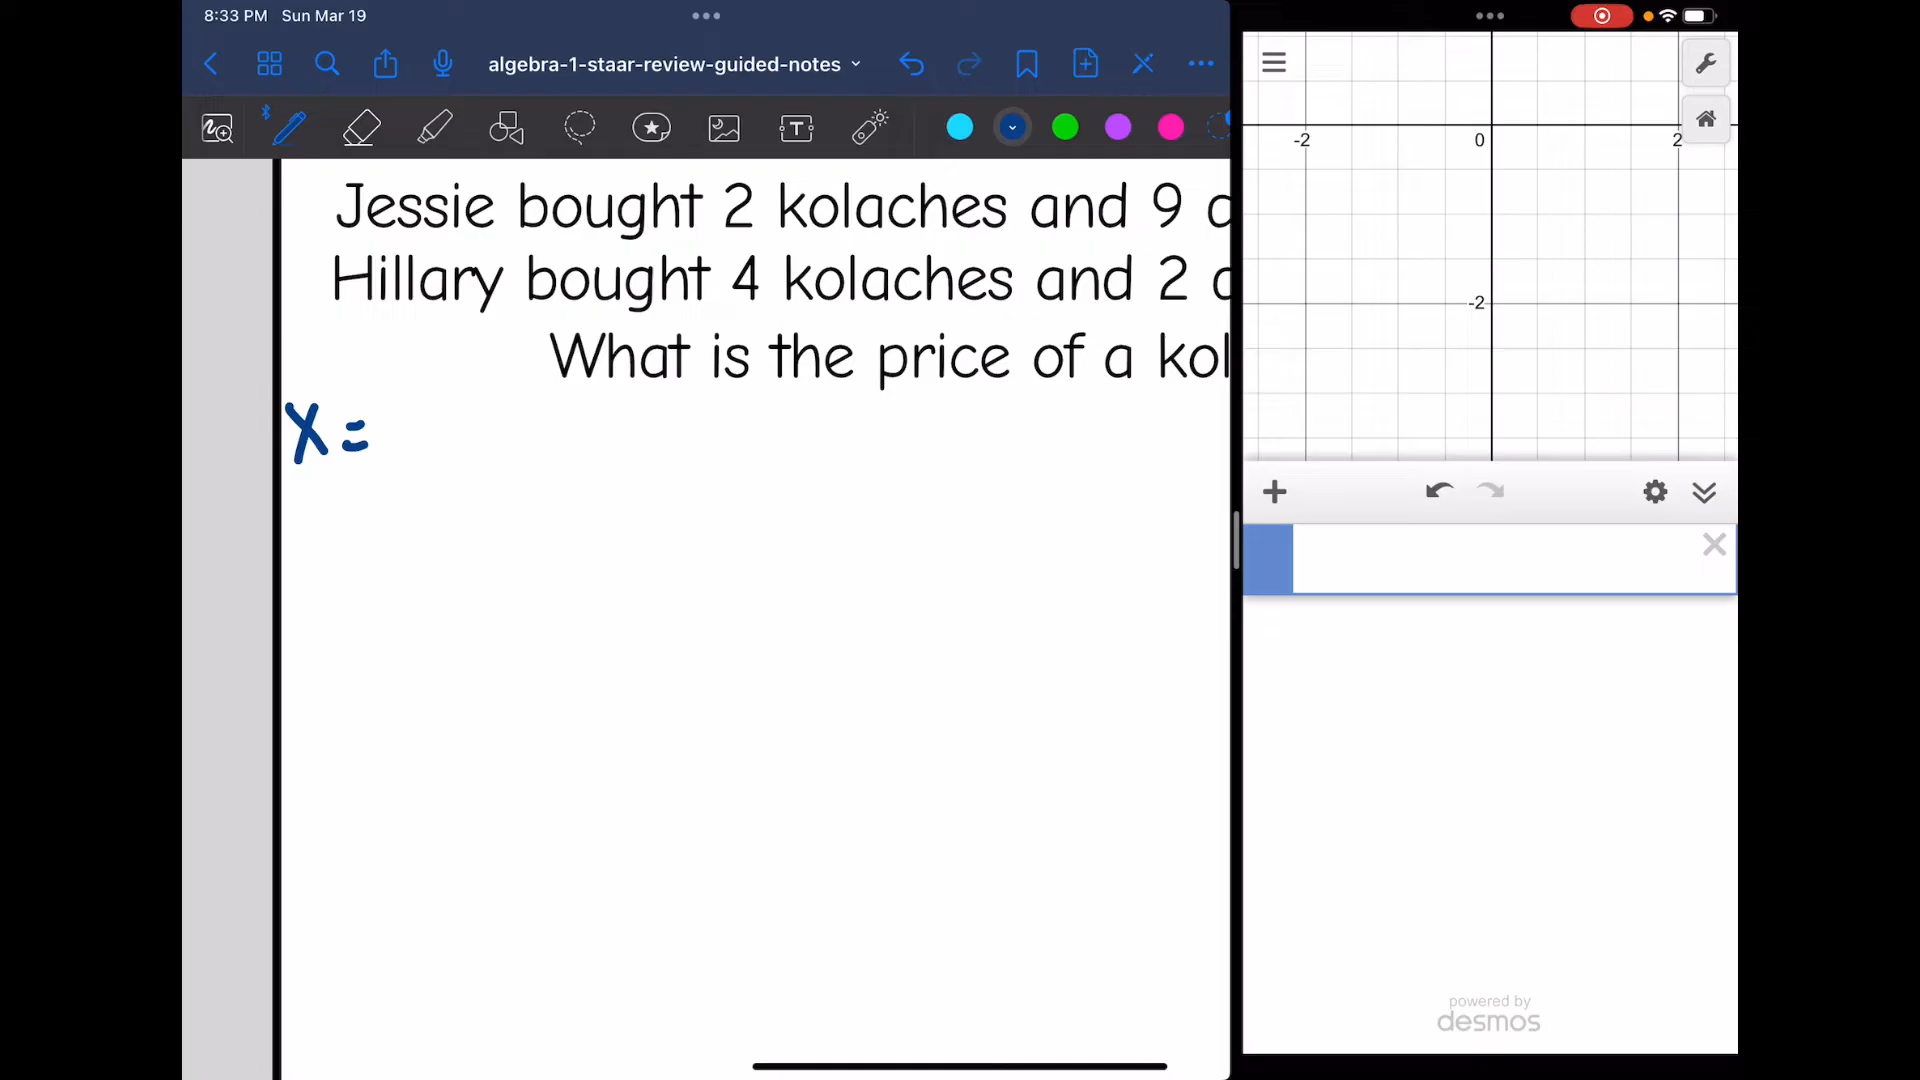 8:33 PM Sun Mar 19
algebra-1-staar-review-guided-notes
T
Jessie bought 2 kolaches and 9
Hillary bought 4 kolaches and 2
What is the price of a kol
X =
-2 0 2
-2
powered by
desmos